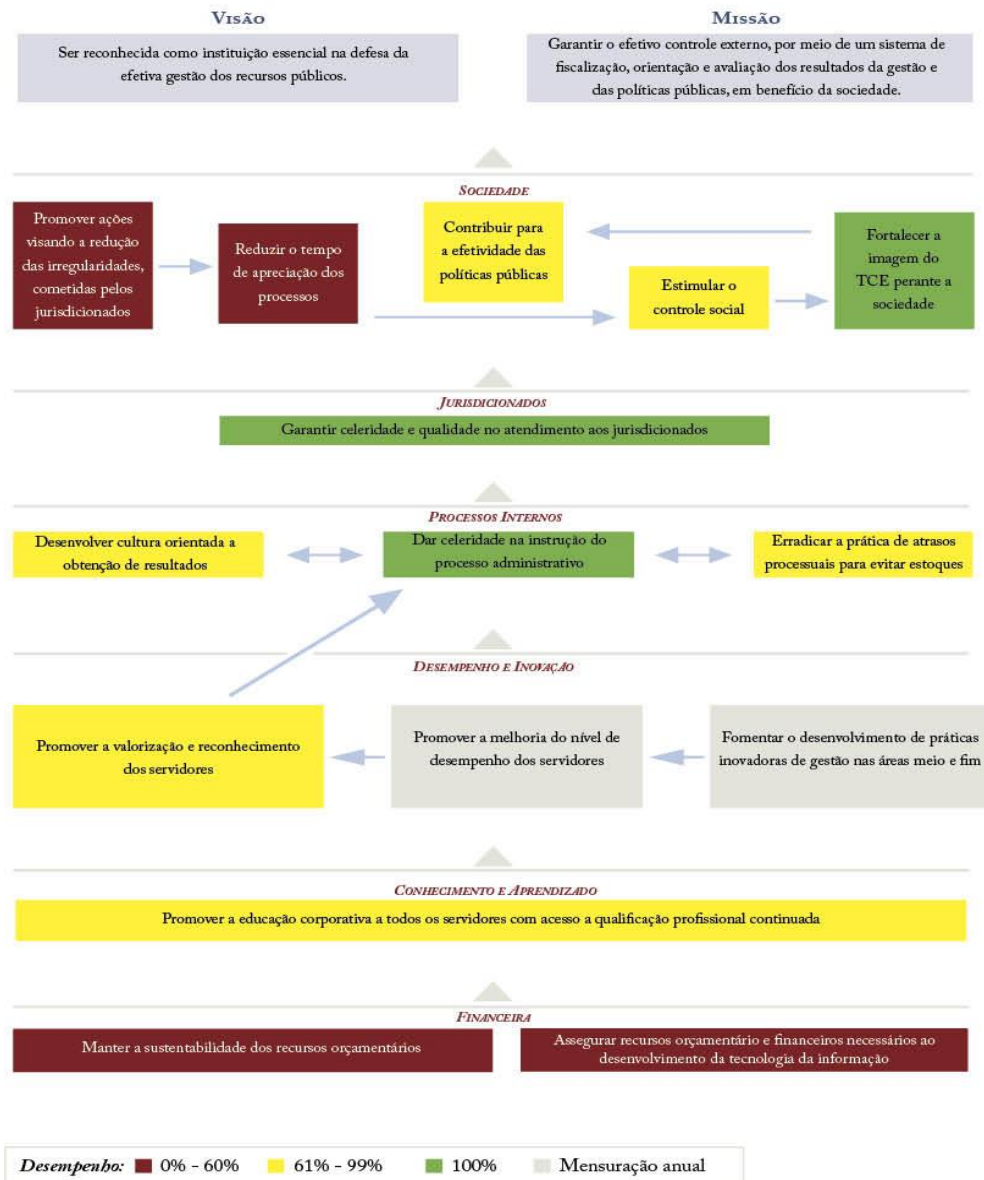 VISÃO
Ser reconhecida como instituição essencial na defesa da
efetiva gestão dos recursos públicos.
MISSÃO
Garantir o efetivo controle externo, por meio de um sistema de
fiscalização, orientação e avaliação dos resultados da gestão e
das políticas públicas, em benefício da sociedade.
SOCIEDADE
Promover ações
visando a redução
das irregularidades,
cometidas pelos
jurisdicionados
Reduzir o tempo
de apreciação dos
processos
Contribuir para
a efetividade das
políticas públicas
Estimular o
controle social
Fortalecer a
imagem do
TCE perante a
sociedade
JURISDICIONADOS
Garantir celeridade e qualidade no atendimento aos jurisdicionados
PROCESSOS INTERNOS
Desenvolver cultura orientada a
obtenção de resultados
Dar celeridade na instrução do
processo administrativo
Erradicar a prática de atrasos
processuais para evitar estoques
DESEMPENHO E INOVAÇÃO
Promover a valorização e reconhecimento
dos servidores
Promover a melhoria do nível de
desempenho dos servidores
Fomentar o desenvolvimento de práticas
inovadoras de gestão nas áreas meio e fim
CONHECIMENTO E APRENDIZADO
Promover a educação corporativa a todos os servidores com acesso a qualificação profissional continuada
FINANCEIRA
Manter a sustentabilidade dos recursos orçamentários
Assegurar recursos orçamentário e financeiros necessários ao
desenvolvimento da tecnologia da informação
Desempenho: 0% - 60% 61% - 99% 100% Mensuração anual